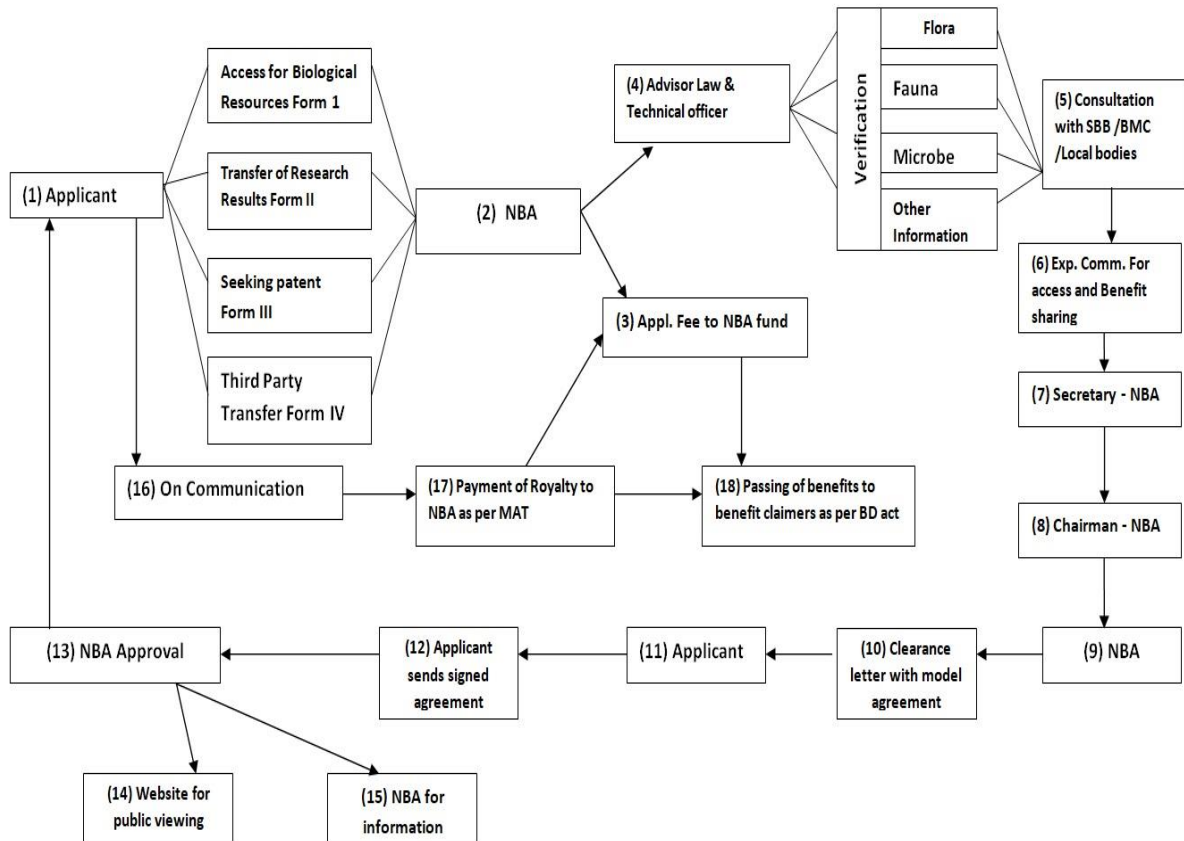 (1) Applicant
Access for Biological
Resources Form 1
Transfer of Research
Results Form II
Seeking patent
Form III
Third Party
Transfer Form IV
(2) NBA
(3) Appl. Fee to NBA fund
(4) Advisor Law &
Technical officer
Verification
Flora
Fauna
Microbe
Other
Information
(5) Consultation
with SBB /BMC
/Local bodies
(6) Exp. Comm. For
access and Benefit
sharing
(7) Secretary - NBA
(8) Chairman - NBA
(9) NBA
(10) Clearance
letter with model
agreement
(11) Applicant
(12) Applicant
sends signed
agreement
(13) NBA Approval
(14) Website for
public viewing
(15) NBA for
information
(16) On Communication
(17) Payment of Royalty to
NBA as per MAT
(18) Passing of benefits to
benefit claimers as per BD act